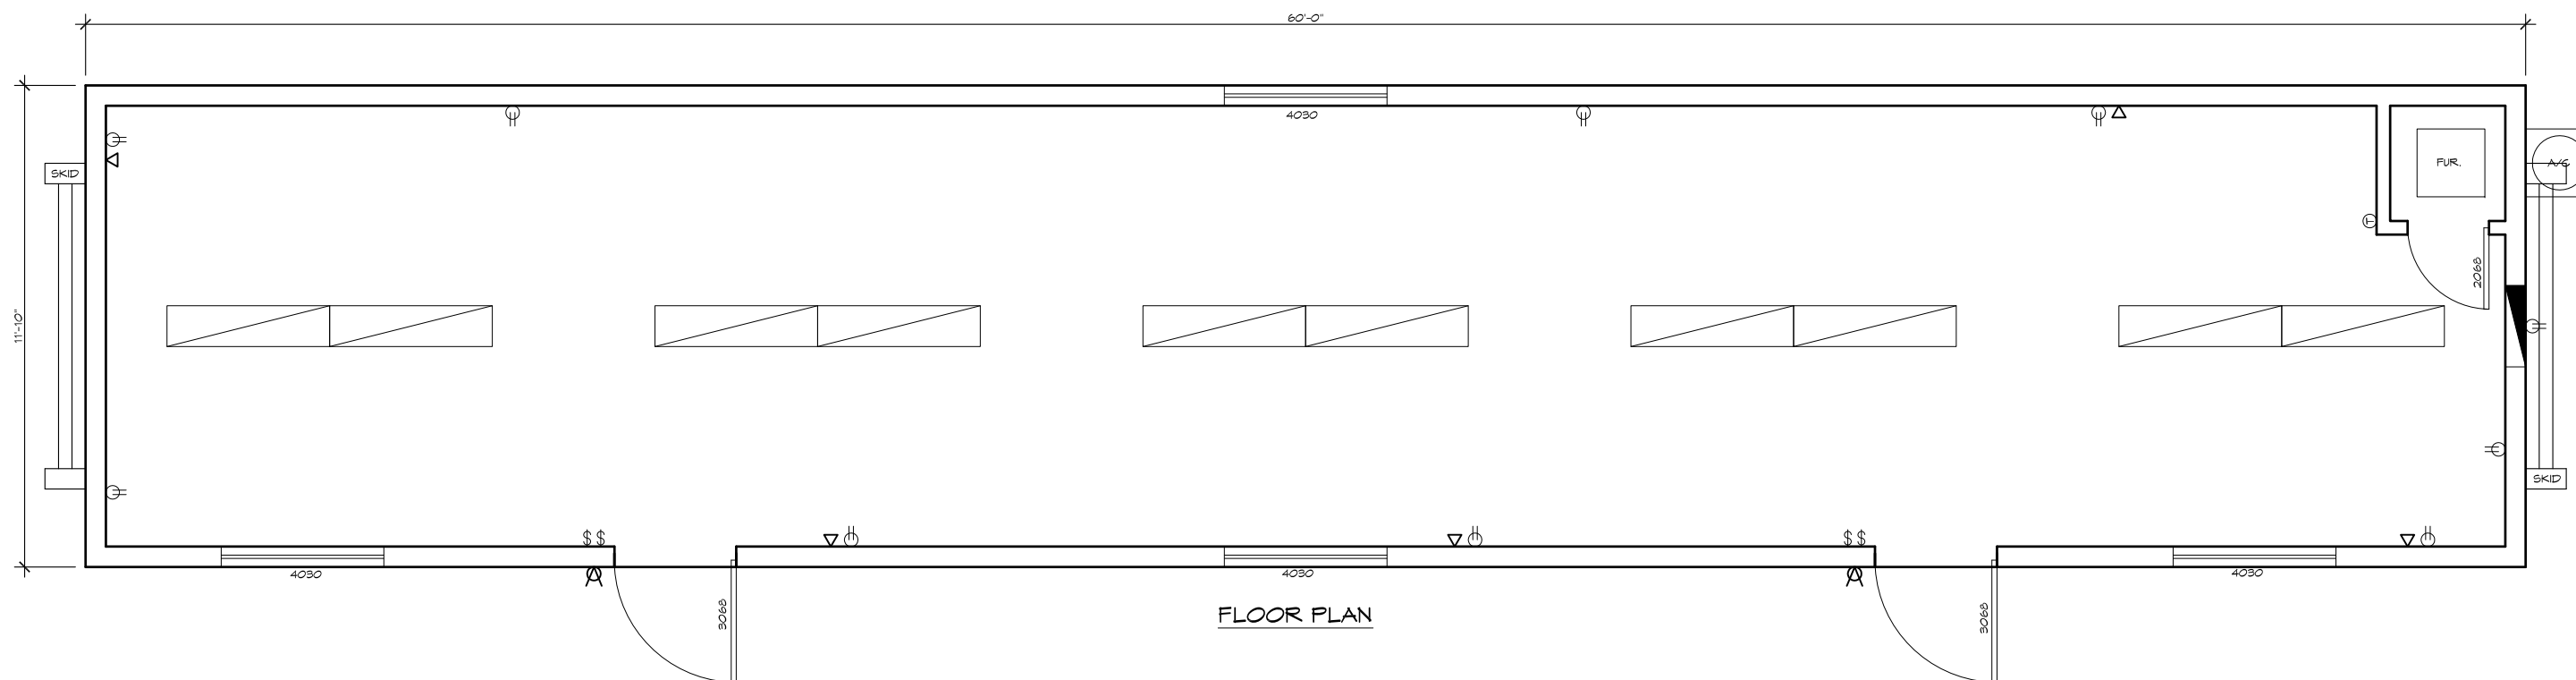 60'-0"
4030
SKID
FUR.
A/C
T
2068
11'-10"
SKID
$ $
$ $
4030
4030
4030
3068
3068
FLOOR PLAN